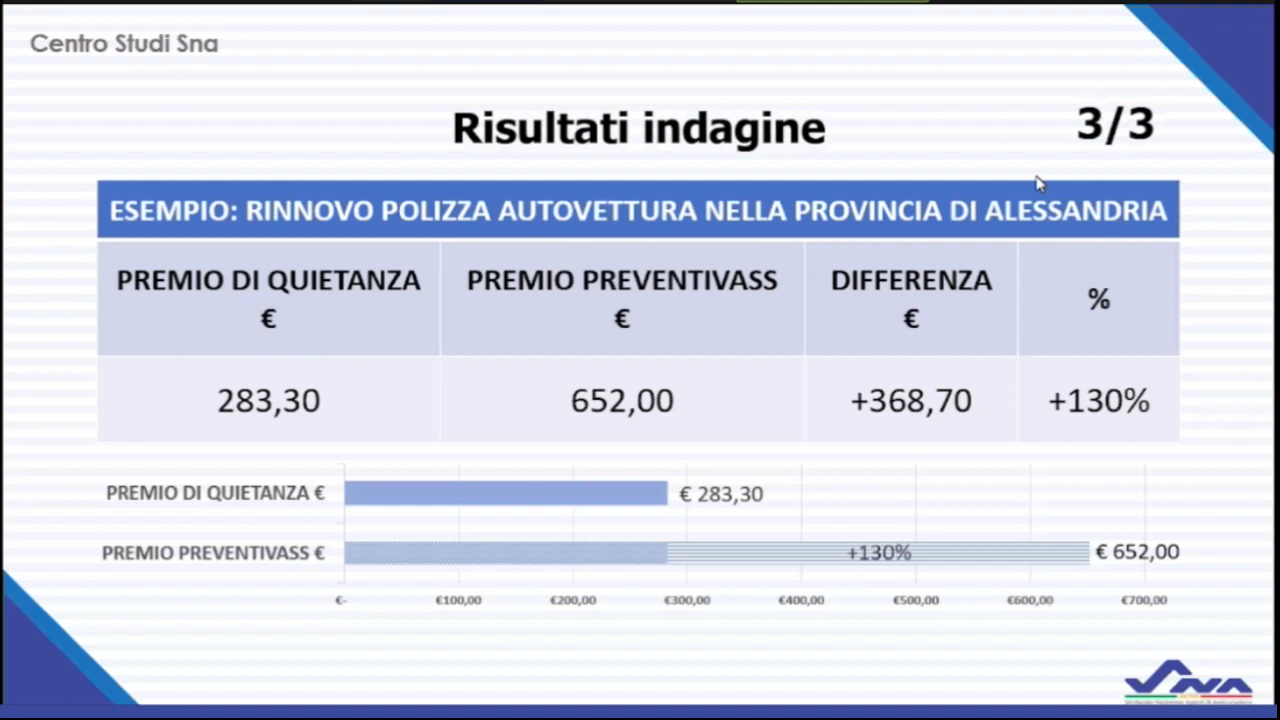 Centro Studi Sna
Risultati indagine
3/3
ESEMPIO: RINNOVO POLIZZA AUTOVETTURA NELLA PROVINCIA DI ALESSANDRIA
PREMIO DI QUIETANZA
€
PREMIO PREVENTIVASS
€
DIFFERENZA
€
%
283,30
652,00
+368,70
+130%
PREMIO DI QUIETANZA €
€ 283,30
PREMIO PREVENTIVASS €
+130%
€ 652,00
€-
€100,00
€200,00
€300,00
€400,00
€500,00
€600,00
€700,00
SNA